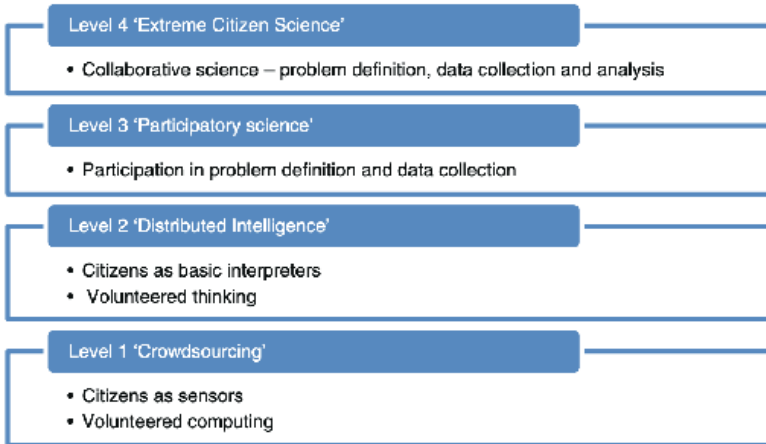 Level 4 ‘Extreme Citizen Science’
• Collaborative science – problem definition, data collection and analysis
Level 3 ‘Participatory science’
• Participation in problem definition and data collection
Level 2 ‘Distributed Intelligence’
• Citizens as basic interpreters
• Volunteered thinking
Level 1 ‘Crowdsourcing’
• Citizens as sensors
• Volunteered computing